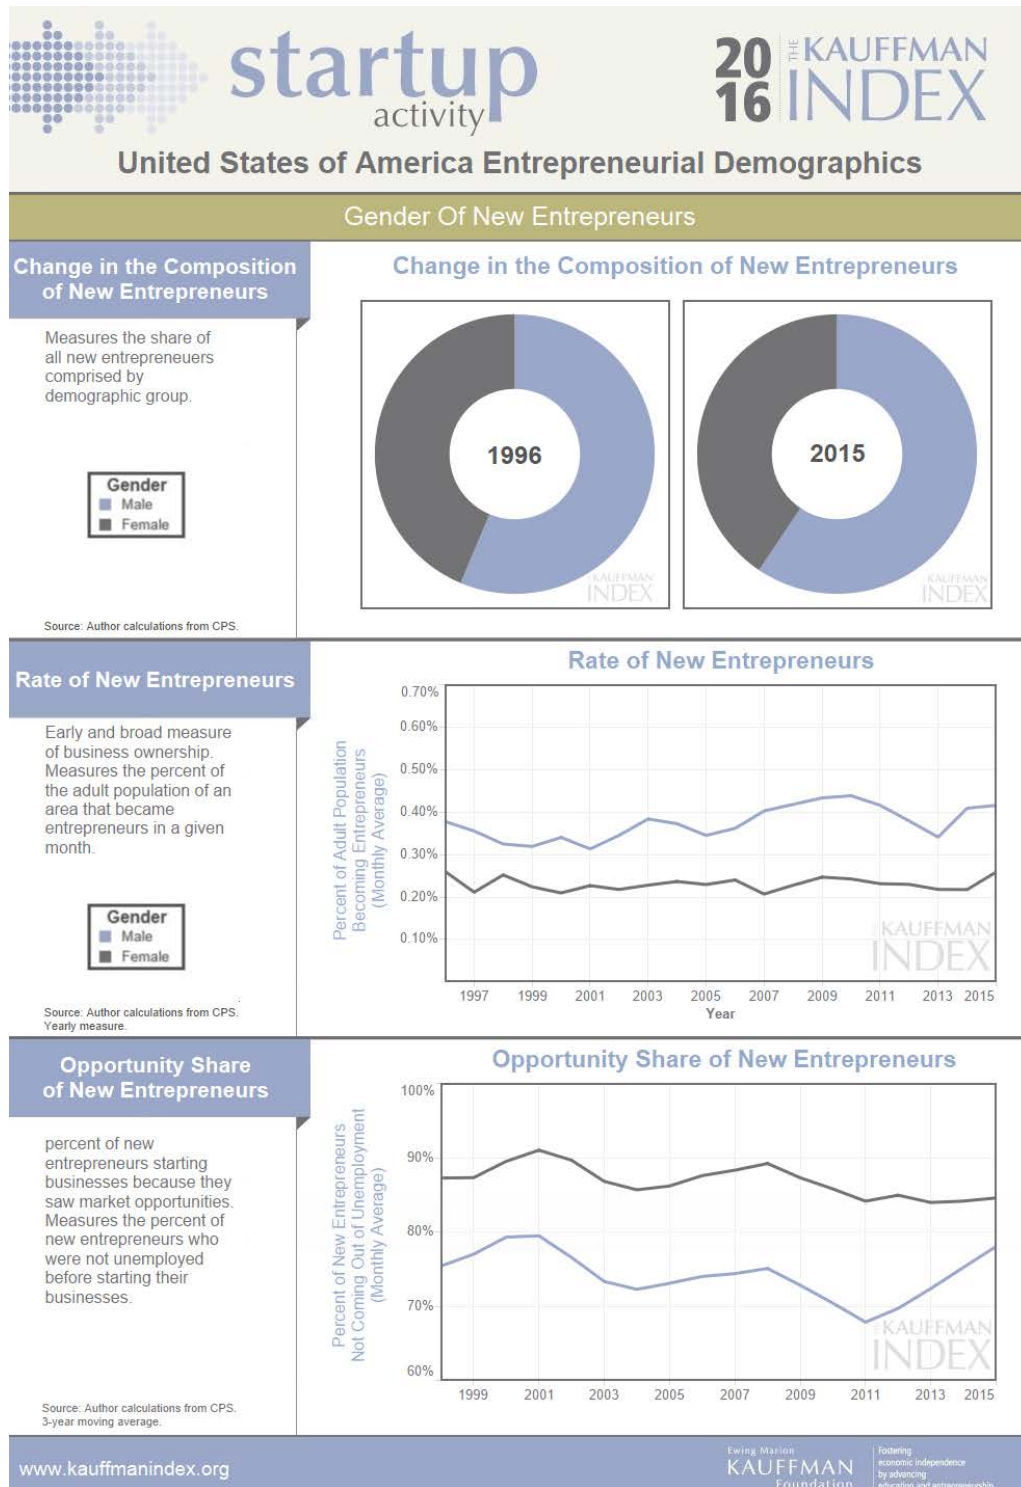 startup
activity
20
16
THE
KAUFFMAN
INDEX
United States of America Entrepreneurial Demographics
Gender Of New Entrepreneurs
Change in the Composition
of New Entrepreneurs
Measures the share of
all new entrepreneuers
comprised by
demographic group.
Gender
Male
Female
Source: Author calculations from CPS.
Change in the Composition of New Entrepreneurs
1996
KAUFFMAN
INDEX
2015
KAUFFMAN
INDEX
Rate of New Entrepreneurs
Early and broad measure
of business ownership.
Measures the percent of
the adult population of an
area that became
entrepreneurs in a given
month.
Gender
Male
Female
Source: Author calculations from CPS.
Yearly measure.
Rate of New Entrepreneurs
Percent of Adult Population
Becoming Entrepreneurs
(Monthly Average)
0.70%
0.60%
0.50%
0.40%
0.30%
0.20%
0.10%
KAUFFMAN
INDEX
1997 1999 2001 2003 2005 2007 2009 2011 2013 2015
Year
Opportunity Share
of New Entrepreneurs
percent of new
entrepreneurs starting
businesses because they
saw market opportunities.
Measures the percent of
new entrepreneurs who
were not unemployed
before starting their
businesses.
Source: Author calculations from CPS.
3-year moving average.
Opportunity Share of New Entrepreneurs
Percent of New Entrepreneurs
Not Coming Out of Unemployment
(Monthly Average)
100%
90%
80%
70%
60%
KAUFFMAN
INDEX
1999 2001 2003 2005 2007 2009 2011 2013 2015
www.kauffmanindex.org
Ewing Marion
KAUFFMAN
Foundation
Fostering
economic independence
by advancing
education and entrepreneurship